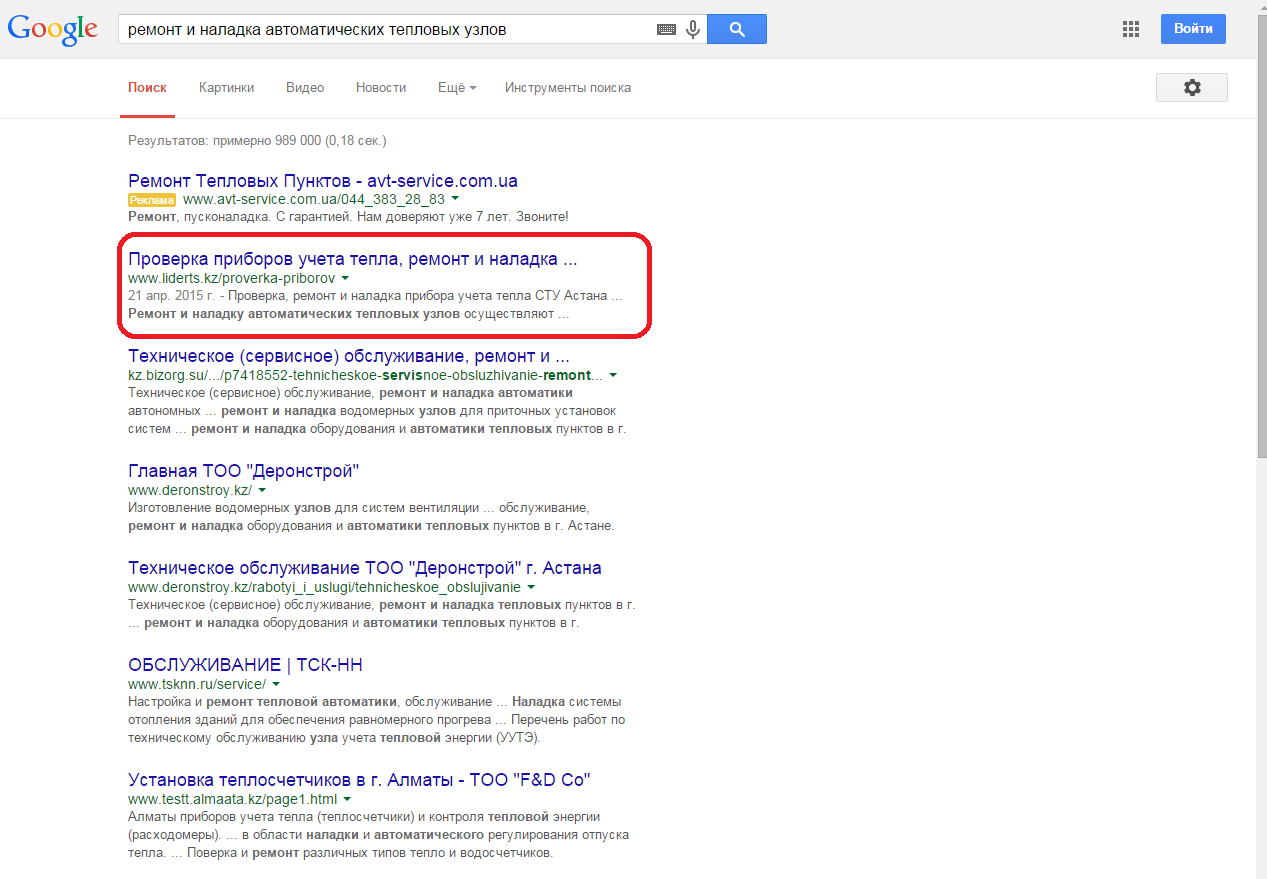 Google
ремонт и наладка автоматических тепловых узлов
Войти
Поиск Картинки Видео Новости Ещё Инструменты поиска
Результатов: примерно 989 000 (0,18 сек.)
Ремонт Тепловых Пунктов - avt-service.com.ua
Реклама www.avt-service.com.ua/044_383_28_83
Ремонт, пусконаладка. С гарантией. Нам доверяют уже 7 лет. Звоните!
Проверка приборов учета тепла, ремонт и наладка ...
www.liderts.kz/proverka-priborov
21 апр. 2015 г. - Проверка, ремонт и наладка прибора учета тепла СТУ Астана ...
Ремонт и наладку автоматических тепловых узлов осуществляют ...
Техническое (сервисное) обслуживание, ремонт и ...
kz.bizorg.su/.../p7418552-tehnicheskoe-servisnoe-obsluzhivanie-remont...
Техническое (сервисное) обслуживание, ремонт и наладка автоматики
автономных ... ремонт и наладка водомерных узлов для приточных установок
систем ... ремонт и наладка оборудования и автоматики тепловых пунктов в г.
Главная ТОО "Деронстрой"
www.deronstroy.kz/
Изготовление водомерных узлов для систем вентиляции ... обслуживание,
ремонт и наладка оборудования и автоматики тепловых пунктов в г. Астане.
Техническое обслуживание ТОО "Деронстрой" г. Астана
www.deronstroy.kz/rabotyi_i_uslugi/tehnicheskoe_obslujivanie
Техническое (сервисное) обслуживание, ремонт и наладка тепловых пунктов в г.
... ремонт и наладка оборудования и автоматики тепловых пунктов в г.
ОБСЛУЖИВАНИЕ | ТСК-НН
www.tsknn.ru/service/
Настройка и ремонт тепловой автоматики, обслуживание ... Наладка системы
отопления зданий для обеспечения равномерного прогрева ... Перечень работ по
техническому обслуживанию узла учета тепловой энергии (УУТЭ).
Установка теплосчетчиков в г. Алматы - ТОО "F&D Co"
www.testt.almaata.kz/page1.html
Алматы приборов учета тепла (теплосчетчики) и контроля тепловой энергии
(расходомеры). ... в области наладки и автоматического регулирования отпуска
тепла. ... Поверка и ремонт различных типов тепло и водосчетчиков.